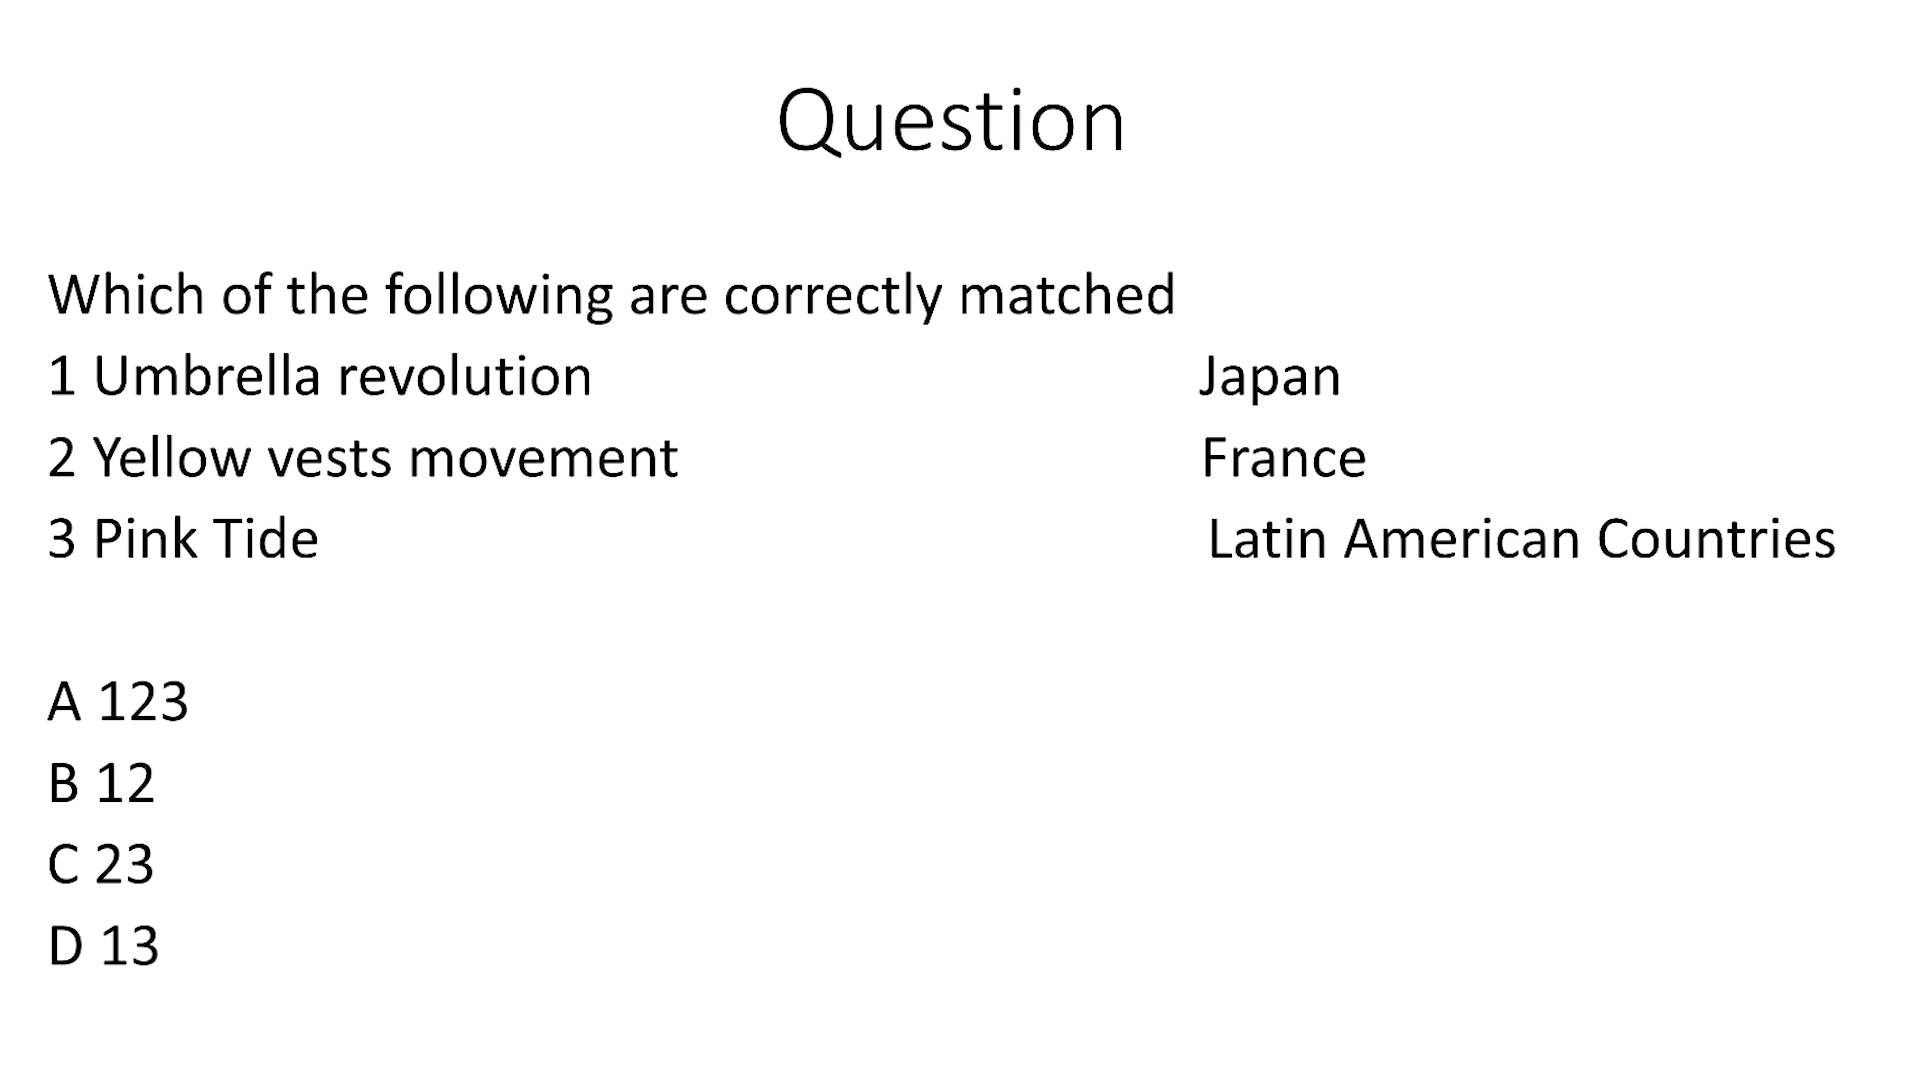 Question
Which of the following are correctly matched
1 Umbrella revolution Japan
2 Yellow vests movement France
3 Pink Tide Latin American Countries
A 123
B 12
C 23
D 13